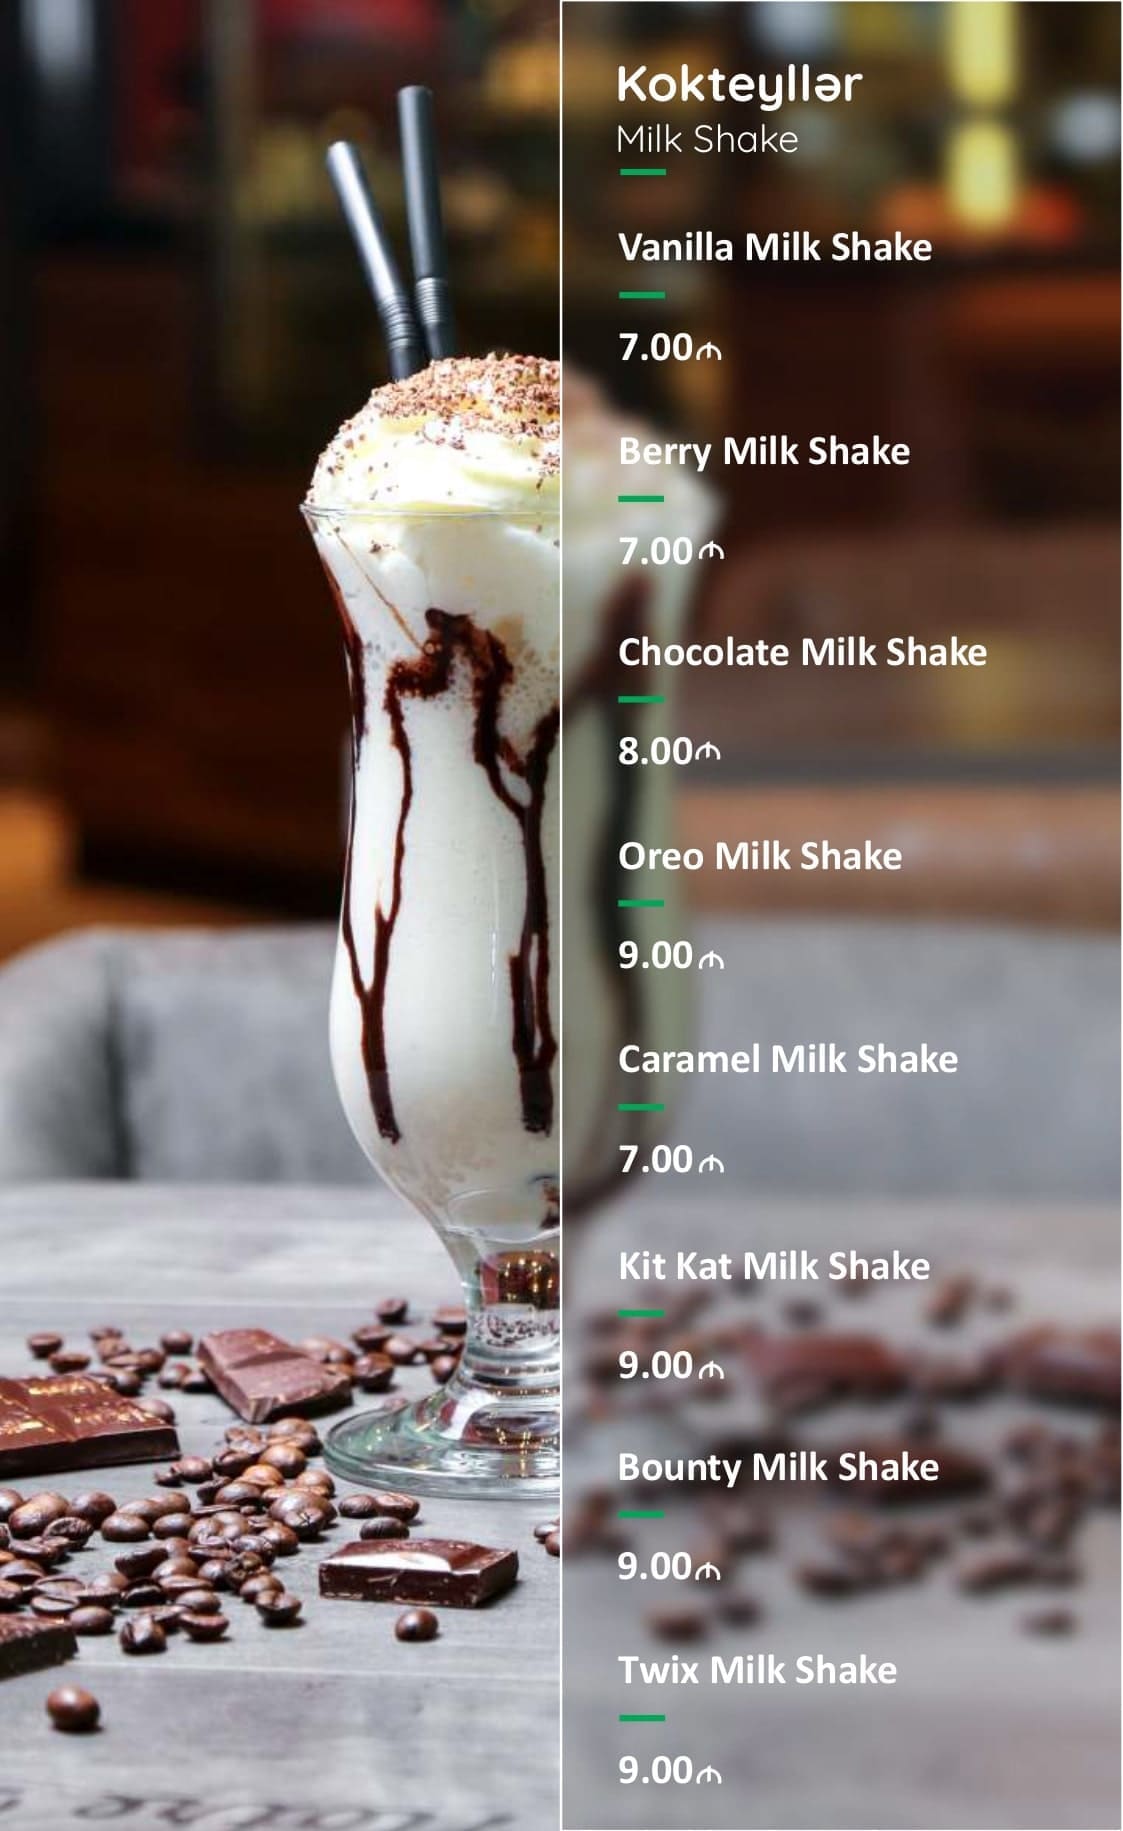 Kokteyllər
Milk Shake
Vanilla Milk Shake
7.00₼
Berry Milk Shake
7.00₼
Chocolate Milk Shake
8.00₼
Oreo Milk Shake
9.00₼
Caramel Milk Shake
7.00₼
Kit Kat Milk Shake
9.00₼
Bounty Milk Shake
9.00₼
Twix Milk Shake
9.00₼